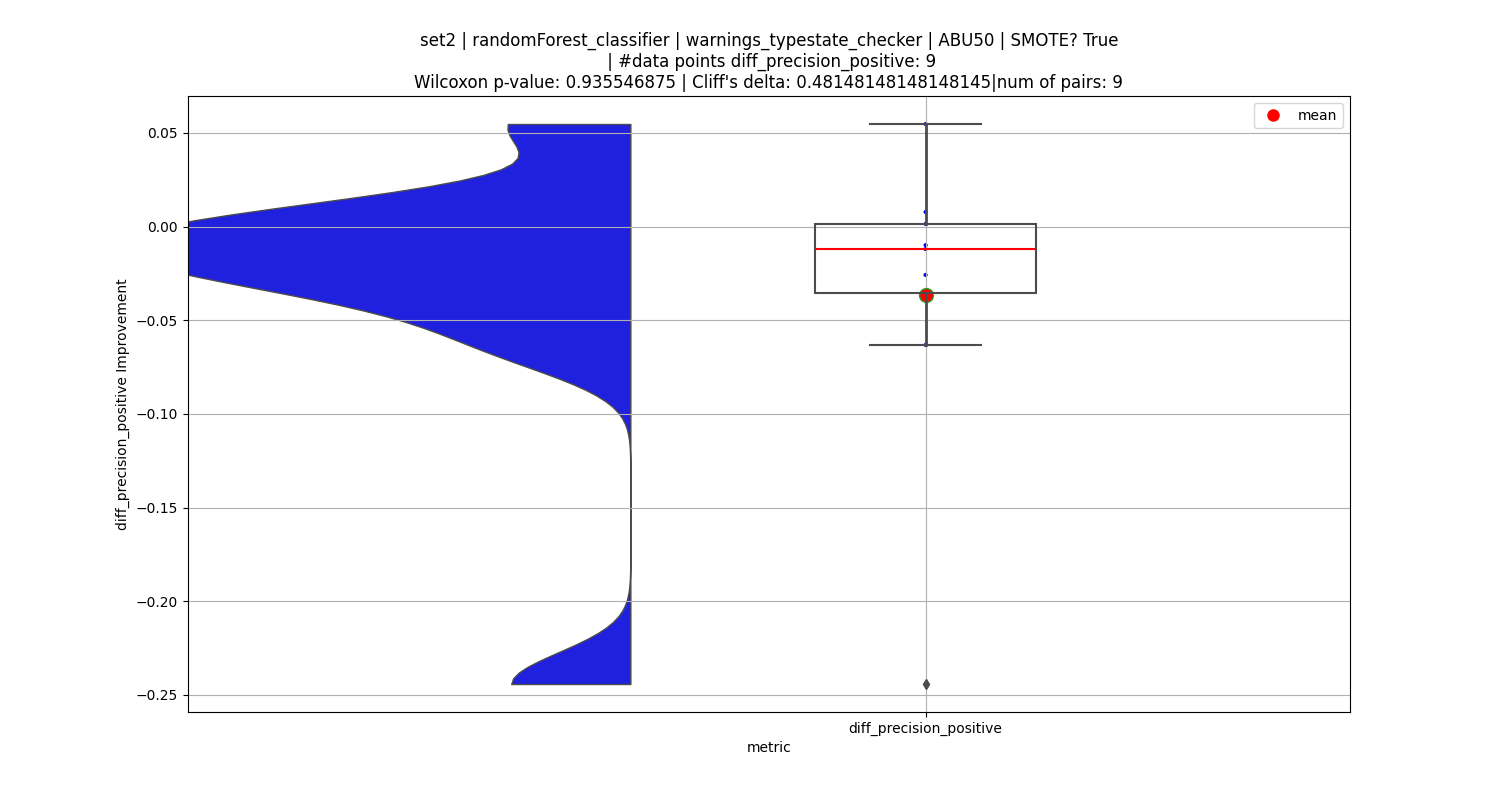 set2 | randomForest_classifier | warnings_typestate_checker | ABU50 | SMOTE? True
| #data points diff_precision_positive: 9
Wilcoxon p-value: 0.935546875 | Cliff's delta: 0.48148148148148145|num of pairs: 9
mean
0.05
0.00
−0.05
−0.10
−0.15
−0.20
−0.25
diff_precision_positive Improvement
diff_precision_positive
metric